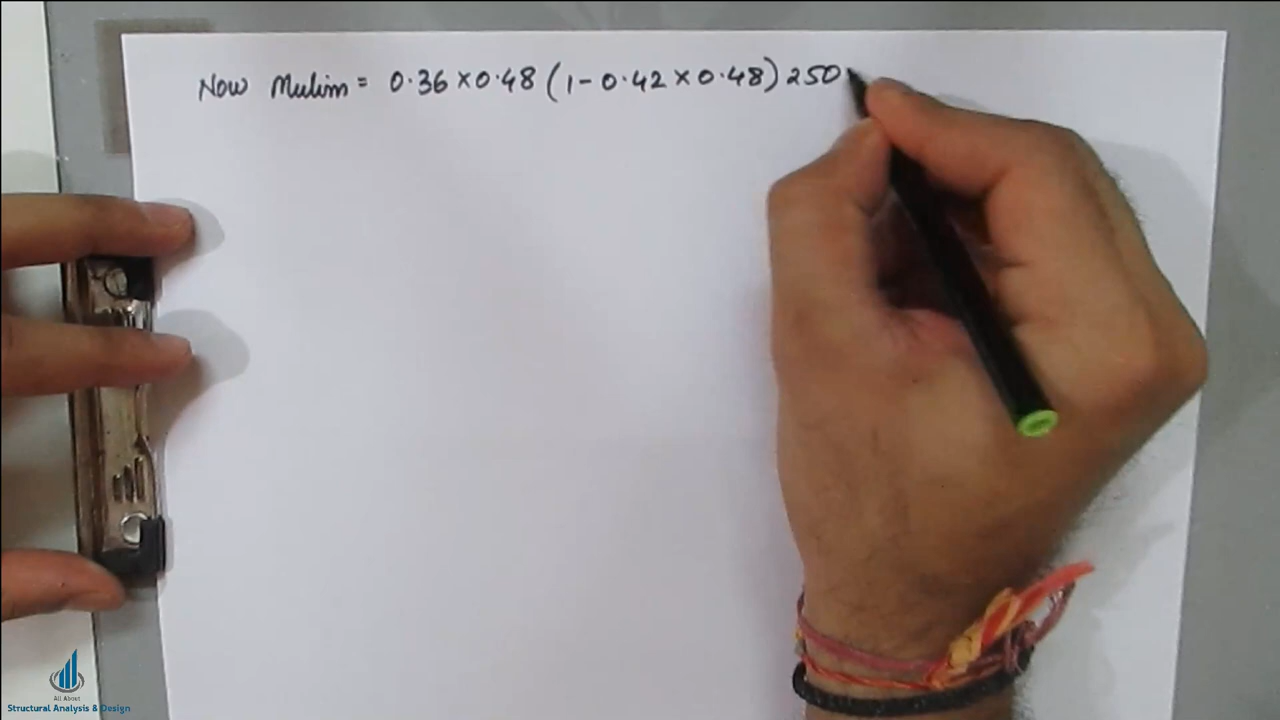 Now Mulim = 0.36 × 0.48 (1 - 0.42 × 0.48) 250
All About
Structural Analysis & Design